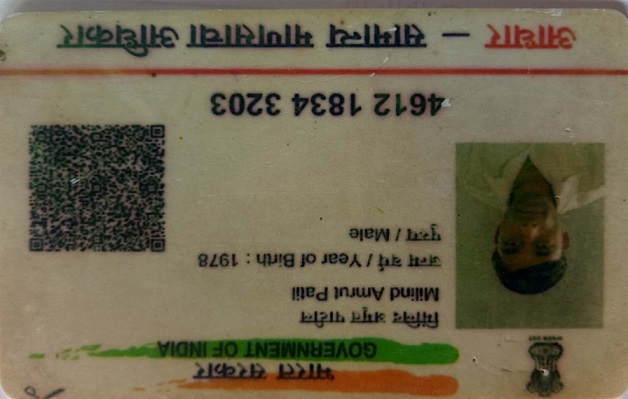 भारत सरकार
GOVERNMENT OF INDIA
मिलिंद अमृत पाटील
Milind Amrut Patil
जन्म वर्ष / Year of Birth : 1978
पुरुष / Male
4612 1834 3203
आधार — सामान्य माणसाचा अधिकार